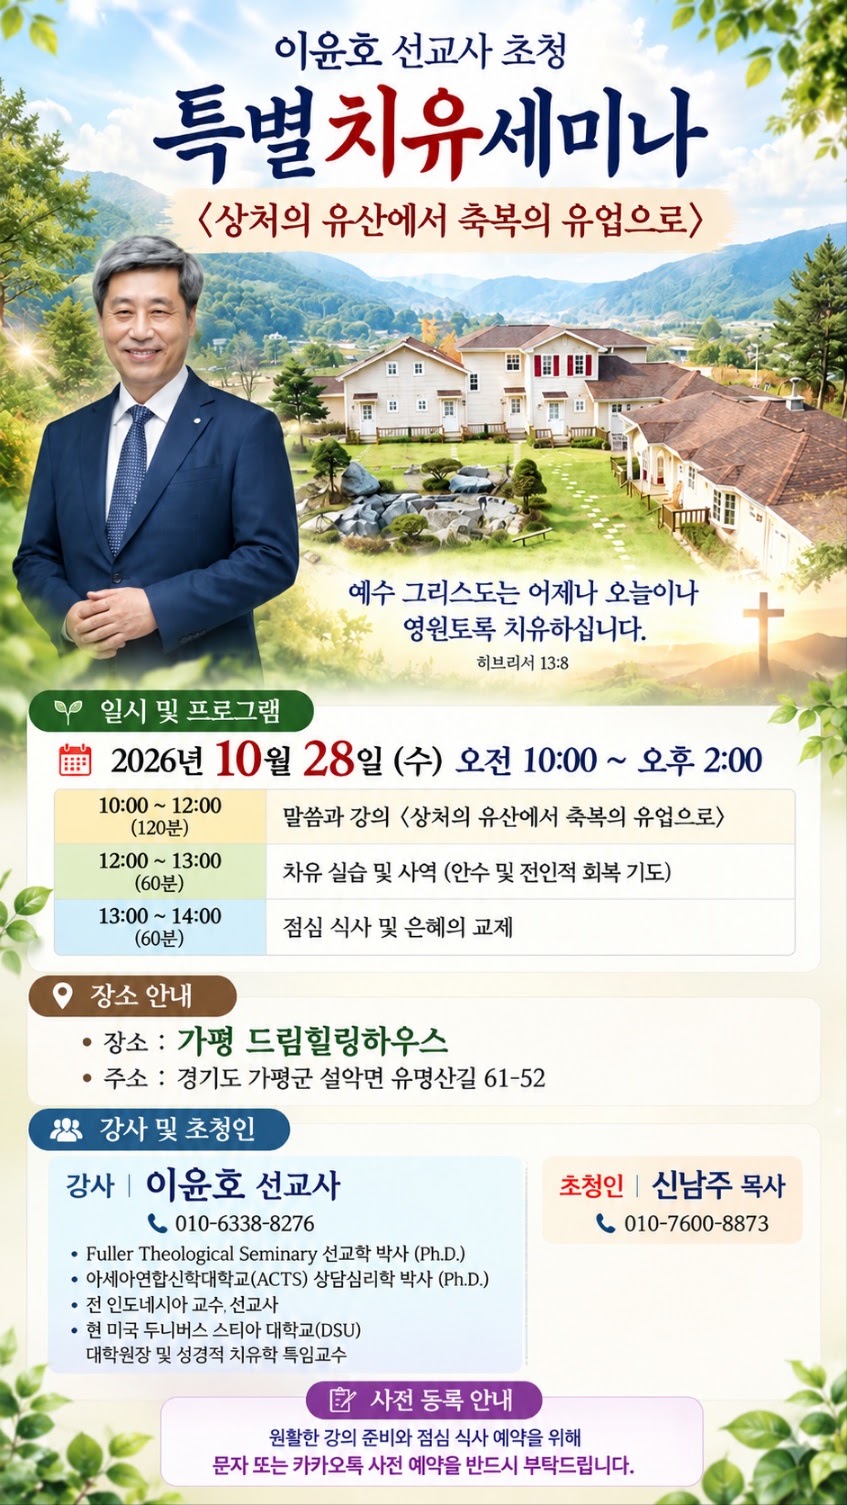 이윤호 선교사 초청
특별치유세미나
〈상처의 유산에서 축복의 유업으로〉
예수 그리스도는 어제나 오늘이나
영원토록 치유하십니다.
히브리서 13:8
일시 및 프로그램
2026년 10월 28일 (수) 오전 10:00 ~ 오후 2:00
10:00 ~ 12:00
(120분)
말씀과 강의 〈상처의 유산에서 축복의 유업으로〉
12:00 ~ 13:00
(60분)
차유 실습 및 사역 (안수 및 전인적 회복 기도)
13:00 ~ 14:00
(60분)
점심 식사 및 은혜의 교제
장소 안내
• 장소 : 가평 드림힐링하우스
• 주소 : 경기도 가평군 설악면 유명산길 61-52
강사 및 초청인
강사 | 이윤호 선교사
010-6338-8276
• Fuller Theological Seminary 선교학 박사 (Ph.D.)
• 아세아연합신학대학교(ACTS) 상담심리학 박사 (Ph.D.)
• 전 인도네시아 교수, 선교사
• 현 미국 두니버스 스티아 대학교(DSU)
대학원장 및 성경적 치유학 특임교수
초청인 | 신남주 목사
010-7600-8873
사전 등록 안내
원활한 강의 준비와 점심 식사 예약을 위해
문자 또는 카카오톡 사전 예약을 반드시 부탁드립니다.